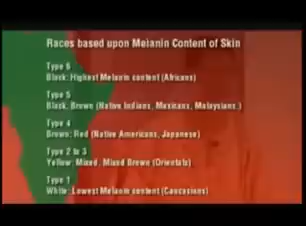 Races based upon Melanin Content of Skin
Type 6
Black: Highest Melanin content (Africans)
Type 5
Black, Brown (Native Indians, Mexicans, Malaysians.)
Type 4
Brown: Red (Native Americans, Japanese)
Type 2 to 3
Yellow: Mixed, Mixed Brown (Orientals)
Type 1
White: Lowest Melanin content (Caucasions)